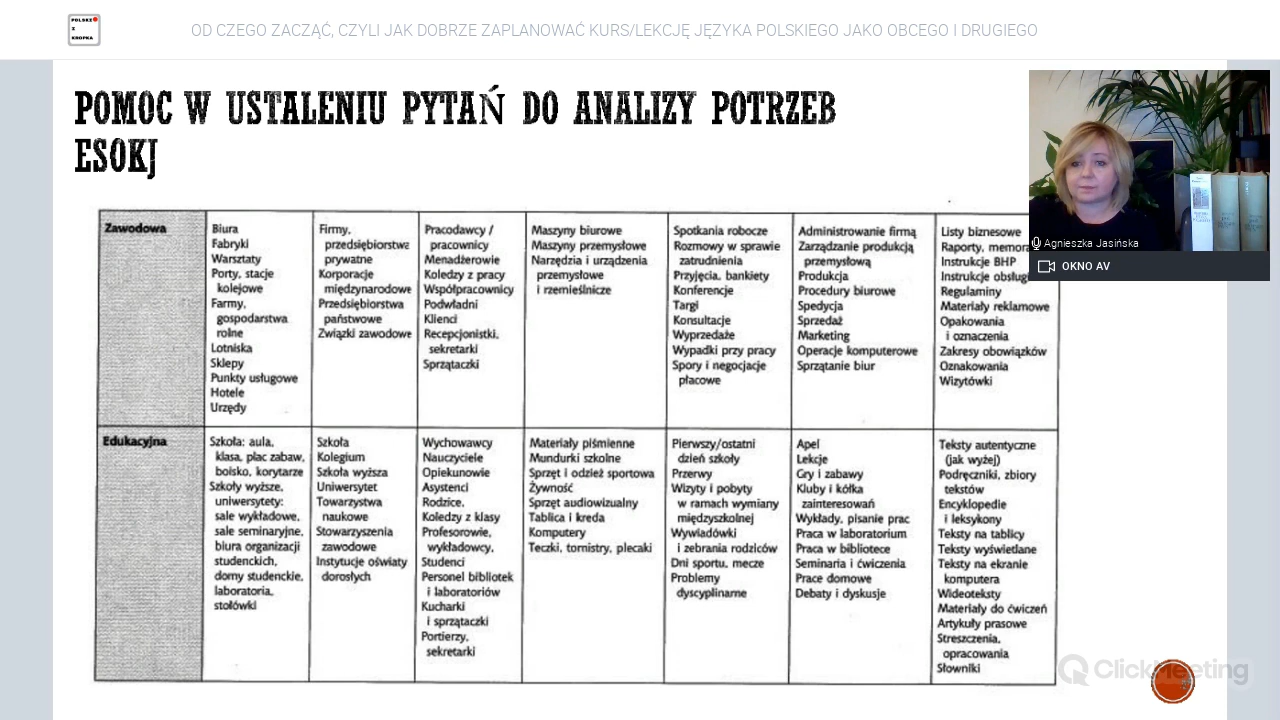 POLSKI
Z
KROPKĄ
OD CZEGO ZACZĄĆ, CZYLI JAK DOBRZE ZAPLANOWAĆ KURS/LEKCJĘ JĘZYKA POLSKIEGO JAKO OBCEGO I DRUGIEGO
POMOC W USTALENIU PYTAŃ DO ANALIZY POTRZEB
ESOKJ
Agnieszka Jasińska
OKNO AV
Zawodowa
Biura
Fabryki
Warsztaty
Porty, stacje
kolejowe
Farmy,
gospodarstwa
rolne
Lotniska
Sklepy
Punkty usługowe
Hotele
Urzędy
Firmy,
przedsiębiorstwa
prywatne
Korporacje
międzynarodowe
Przedsiębiorstwa
państwowe
Związki zawodowe
Pracodawcy /
pracownicy
Menadżerowie
Koledzy z pracy
Współpracownicy
Podwładni
Klienci
Recepcjonistki,
sekretarki
Sprzątaczki
Maszyny biurowe
Maszyny przemysłowe
Narzędzia i urządzenia
przemysłowe
i rzemieślnicze
Spotkania robocze
Rozmowy w sprawie
zatrudnienia
Przyjęcia, bankiety
Konferencje
Targi
Konsultacje
Wyprzedaże
Wypadki przy pracy
Spory i negocjacje
płacowe
Administrowanie firmą
Zarządzanie produkcją
przemysłową
Produkcja
Procedury biurowe
Spedycja
Sprzedaż
Marketing
Operacje komputerowe
Sprzątanie biur
Listy biznesowe
Raporty, memora
Instrukcje BHP
Instrukcje obsługi
Regulaminy
Materiały reklamowe
Opakowania
i oznaczenia
Zakresy obowiązków
Oznakowania
Wizytówki
Edukacyjna
Szkoła: aula,
klasa, plac zabaw,
boisko, korytarze
Szkoły wyższe,
uniwersytety:
sale wykładowe,
sale seminaryjne,
biura organizacji
studenckich,
domy studenckie,
laboratoria,
stołówki
Szkoła
Kolegium
Szkoła wyższa
Uniwersytet
Towarzystwa
naukowe
Stowarzyszenia
zawodowe
Instytucje oświaty
dorosłych
Wychowawcy
Nauczyciele
Opiekunowie
Asystenci
Rodzice,
Koledzy z klasy
Profesorowie,
wykładowcy,
Studenci
Personel bibliotek
i laboratoriów
Kucharki
i sprzątaczki
Portierzy,
sekretarki
Materiały piśmienne
Mundurki szkolne
Sprzęt i odzież sportowa
Żywność
Sprzęt audiowizualny
Tablica i kreda
Komputery
Teczki, tornistry, plecaki
Pierwszy/ostatni
dzień szkoły
Przerwy
Wizyty i pobyty
w ramach wymiany
międzyszkolnej
Wywiadówki
i zebrania rodziców
Dni sportu, mecze
Problemy
dyscyplinarne
Apel
Lekcje
Gry i zabawy
Kluby i kółka
zainteresowań
Wykłady, pisanie prac
Praca w laboratorium
Praca w bibliotece
Seminaria i ćwiczenia
Prace domowe
Debaty i dyskusje
Teksty autentyczne
(jak wyżej)
Podręczniki, zbiory
tekstów
Encyklopedie
i leksykony
Teksty na tablicy
Teksty wyświetlane
Teksty na ekranie
komputera
Wideoteksty
Materiały do ćwiczeń
Artykuły prasowe
Streszczenia,
opracowania
Słowniki
ClickMeeting